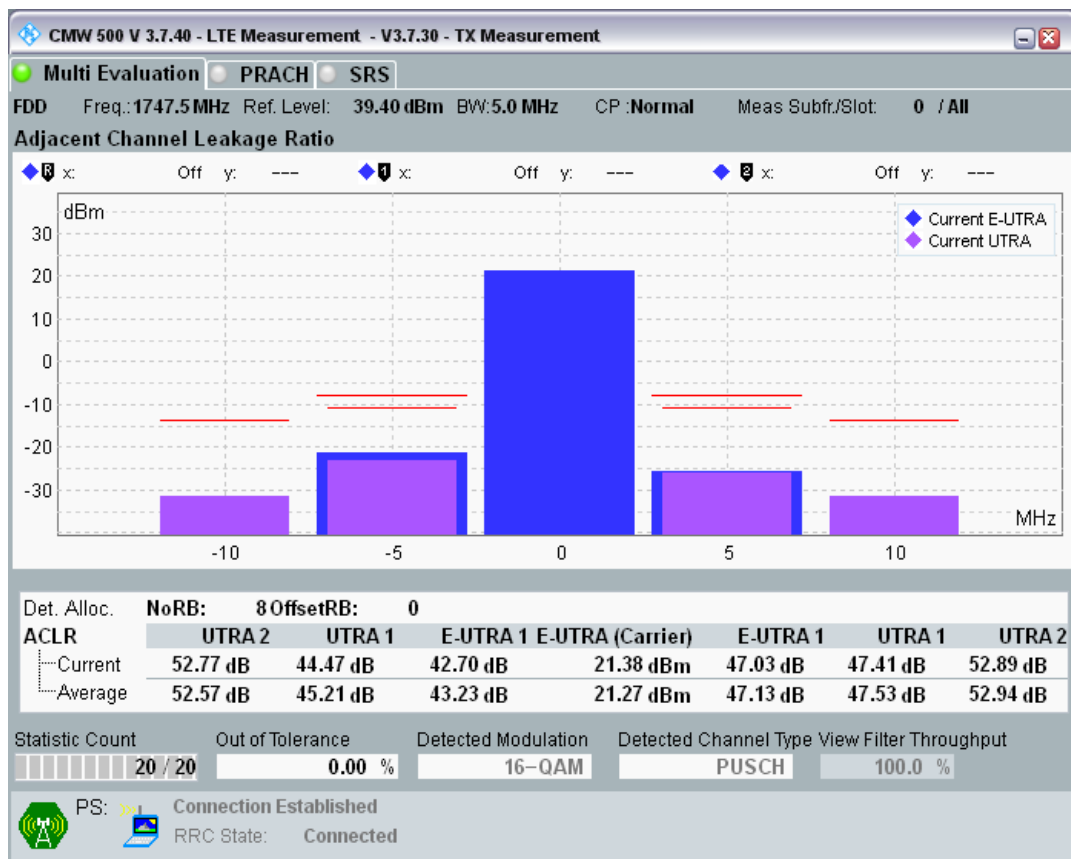 CMW 500 V 3.7.40 - LTE Measurement - V3.7.30 - TX Measurement
Multi Evaluation PRACH SRS
FDD Freq.:1747.5 MHz Ref. Level: 39.40 dBm BW:5.0 MHz CP :Normal Meas Subfr./Slot: 0 / All
Adjacent Channel Leakage Ratio
R x: Off y: --- 1 x: Off y: --- 2 x: Off y: ---
dBm
Current E-UTRA
Current UTRA
30
20
10
0
-10
-20
-30
MHz
-10 -5 0 5 10
Det. Alloc. NoRB: 8 OffsetRB: 0
ACLR UTRA 2 UTRA 1 E-UTRA 1 E-UTRA (Carrier) E-UTRA 1 UTRA 1 UTRA 2
Current 52.77 dB 44.47 dB 42.70 dB 21.38 dBm 47.03 dB 47.41 dB 52.89 dB
Average 52.57 dB 45.21 dB 43.23 dB 21.27 dBm 47.13 dB 47.53 dB 52.94 dB
Statistic Count Out of Tolerance Detected Modulation Detected Channel Type View Filter Throughput
20 / 20 0.00 % 16-QAM PUSCH 100.0 %
PS: Connection Established
RRC State: Connected